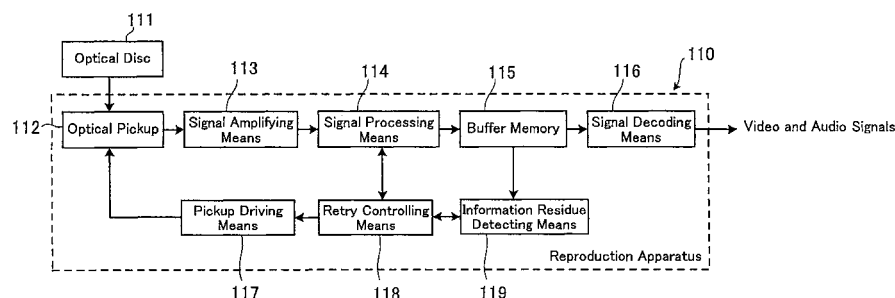 111
Optical Disc
113
114
115
116
110
112
Optical Pickup
Signal Amplifying
Means
Signal Processing
Means
Buffer Memory
Signal Decoding
Means
Video and Audio Signals
Pickup Driving
Means
Retry Controlling
Means
Information Residue
Detecting Means
Reproduction Apparatus
117
118
119